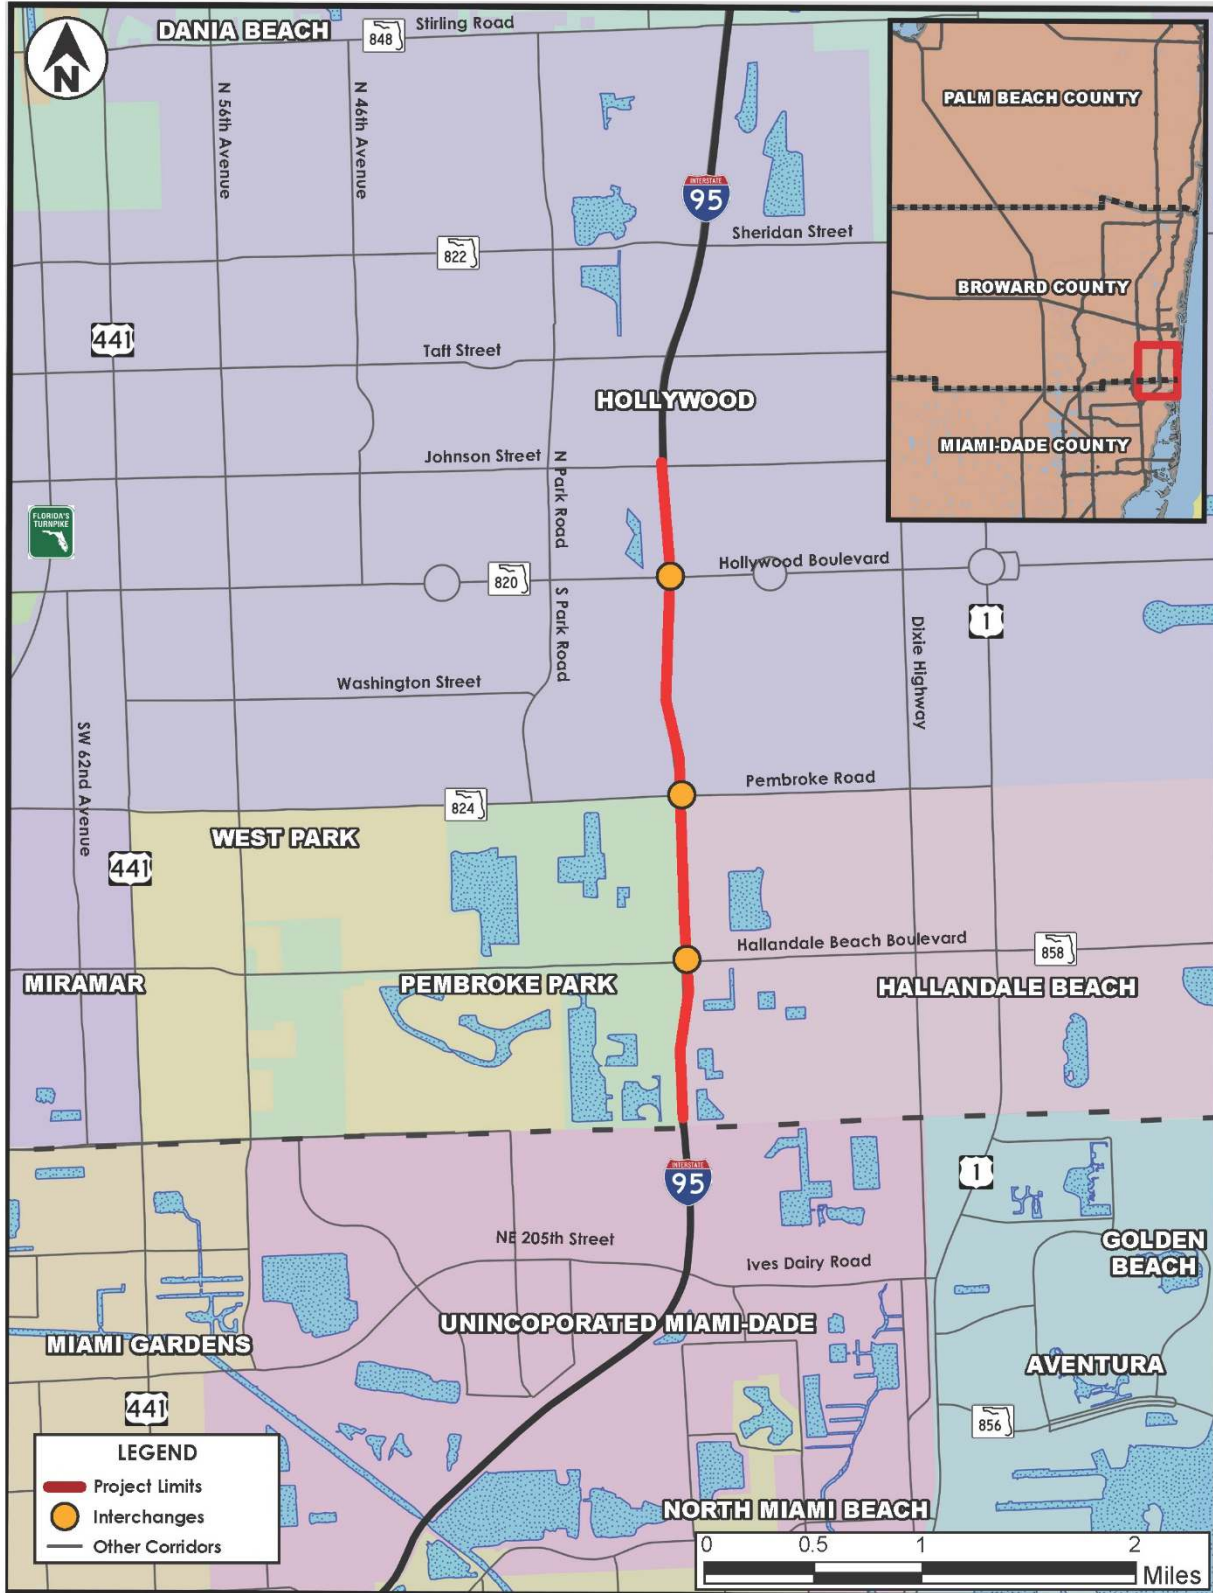 DANIA BEACH
848
Stirling Road
N
N 56th Avenue
N 46th Avenue
PALM BEACH COUNTY
INTERSTATE
95
822
Sheridan Street
BROWARD COUNTY
441
Taft Street
HOLLYWOOD
MIAMI-DADE COUNTY
Johnson Street
N Park Road
FLORIDA'S
TURNPIKE
820
Hollywood Boulevard
S Park Road
1
Dixie Highway
Washington Street
SW 62nd Avenue
Pembroke Road
824
WEST PARK
441
Hallandale Beach Boulevard
858
MIRAMAR
PEMBROKE PARK
HALLANDALE BEACH
INTERSTATE
95
1
NE 205th Street
GOLDEN
BEACH
Ives Dairy Road
UNINCOPORATED MIAMI-DADE
MIAMI GARDENS
AVENTURA
441
856
LEGEND
Project Limits
Interchanges
Other Corridors
NORTH MIAMI BEACH
0 0.5 1 2
Miles